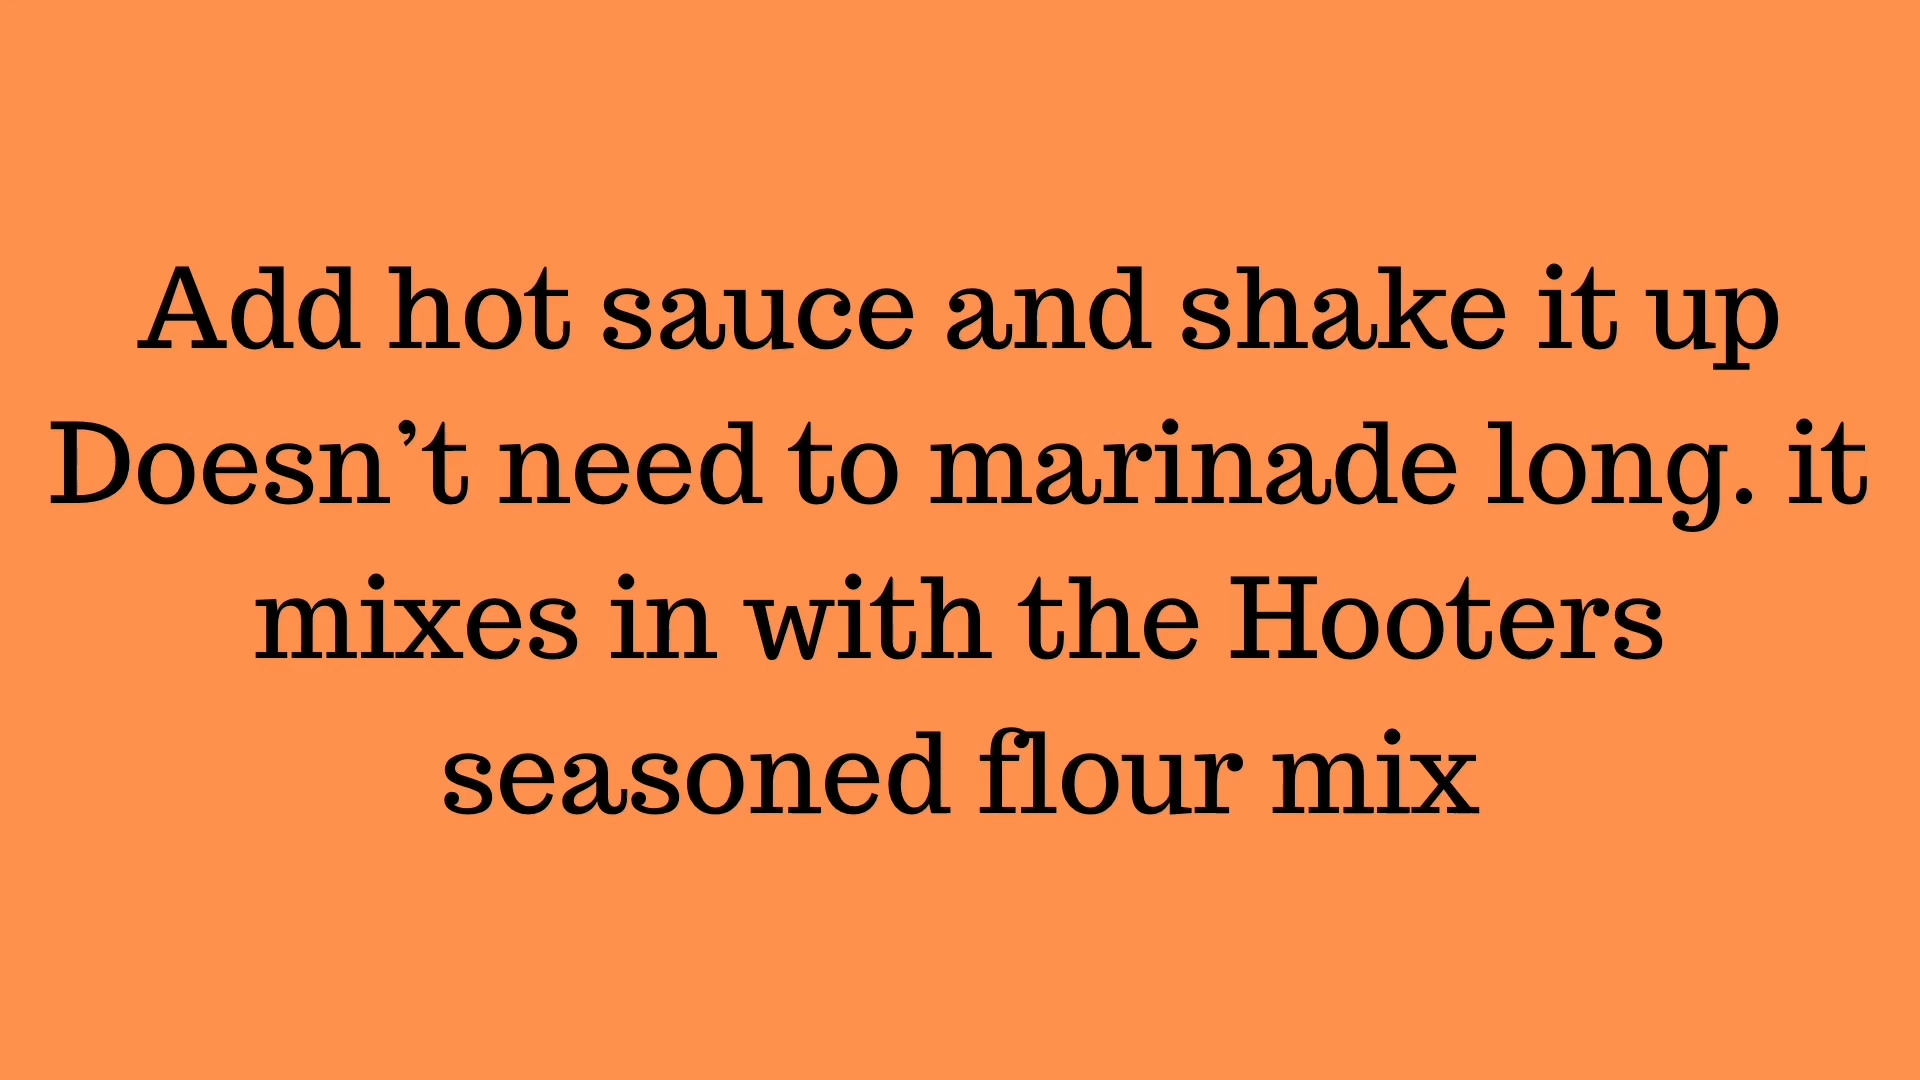 Add hot sauce and shake it up
Doesn’t need to marinade long. it
mixes in with the Hooters
seasoned flour mix